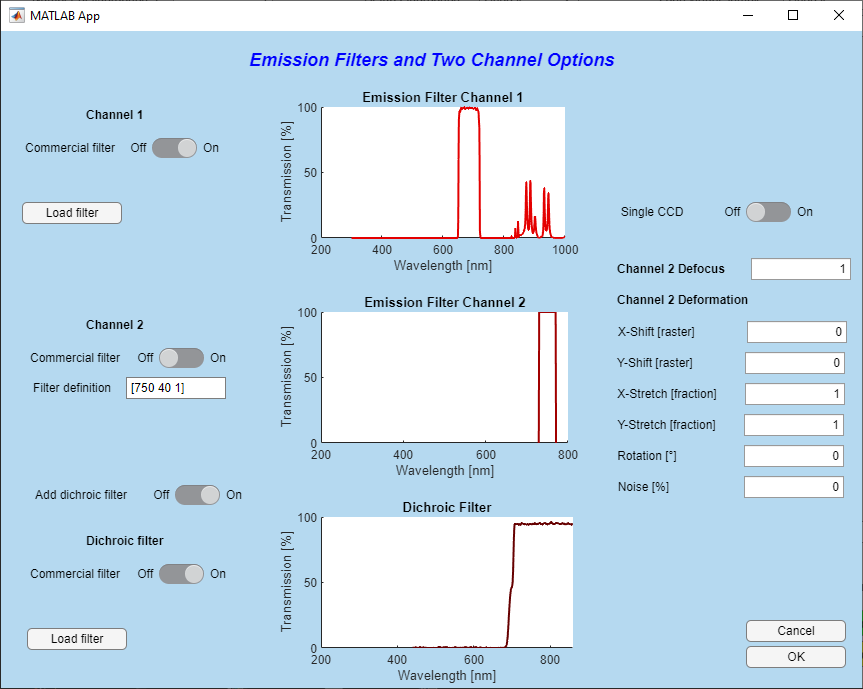 MATLAB App
Emission Filters and Two Channel Options
Channel 1
Commercial filter Off On
Load filter
Emission Filter Channel 1
Transmission [%]
100
50
0
200 400 600 800 1000
Wavelength [nm]
Channel 2
Commercial filter Off On
Filter definition [750 40 1]
Emission Filter Channel 2
Transmission [%]
100
50
0
200 400 600 800
Wavelength [nm]
Add dichroic filter Off On
Dichroic filter
Commercial filter Off On
Load filter
Dichroic Filter
Transmission [%]
100
50
0
200 400 600 800
Wavelength [nm]
Single CCD Off On
Channel 2 Defocus 1
Channel 2 Deformation
X-Shift [raster] 0
Y-Shift [raster] 0
X-Stretch [fraction] 1
Y-Stretch [fraction] 1
Rotation [°] 0
Noise [%] 0
Cancel
OK